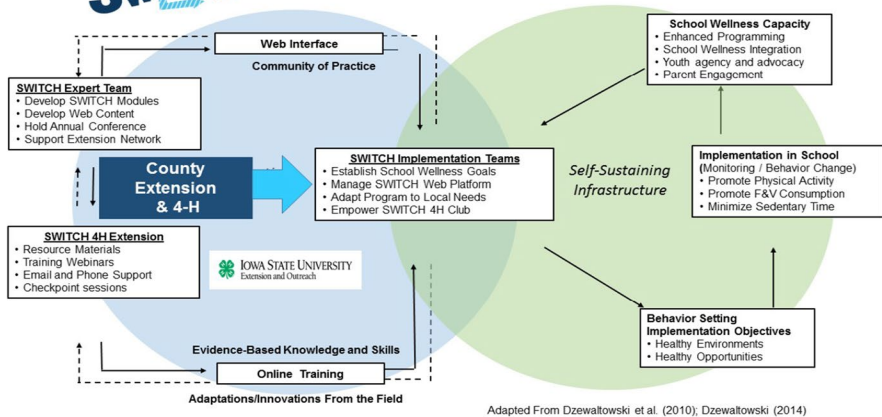 SWITCH
Web Interface
Community of Practice
SWITCH Expert Team
• Develop SWITCH Modules
• Develop Web Content
• Hold Annual Conference
• Support Extension Network
County
Extension
& 4-H
SWITCH 4H Extension
• Resource Materials
• Training Webinars
• Email and Phone Support
• Checkpoint sessions
SWITCH Implementation Teams
• Establish School Wellness Goals
• Manage SWITCH Web Platform
• Adapt Program to Local Needs
• Empower SWITCH 4H Club
IOWA STATE UNIVERSITY
Extension and Outreach
Evidence-Based Knowledge and Skills
Online Training
Adaptations/Innovations From the Field
Self-Sustaining
Infrastructure
School Wellness Capacity
• Enhanced Programming
• School Wellness Integration
• Youth agency and advocacy
• Parent Engagement
Implementation in School
(Monitoring / Behavior Change)
• Promote Physical Activity
• Promote F&V Consumption
• Minimize Sedentary Time
Behavior Setting
Implementation Objectives
• Healthy Environments
• Healthy Opportunities
Adapted From Dzewaltowski et al. (2010); Dzewaltowski (2014)